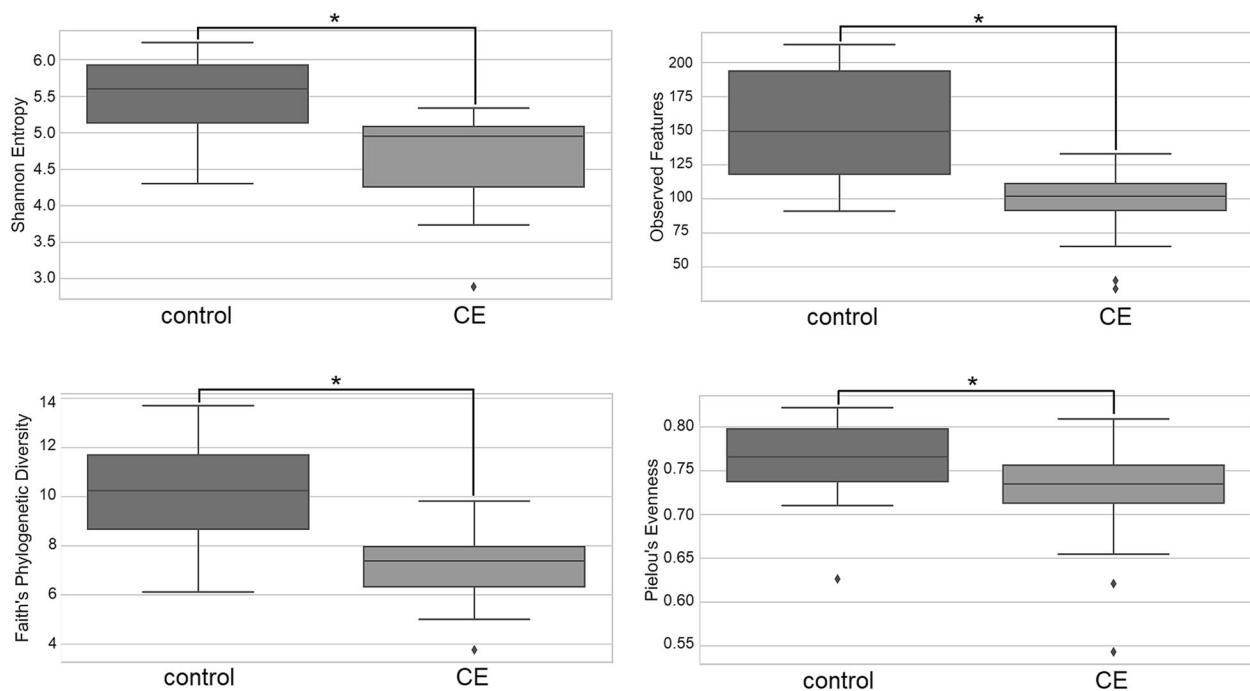 *
6.0
5.5
5.0
4.5
4.0
3.5
3.0
Shannon Entropy
control
CE
*
200
175
150
125
100
75
50
Observed Features
control
CE
*
14
12
10
8
6
4
Faith's Phylogenetic Diversity
control
CE
*
0.80
0.75
0.70
0.65
0.60
0.55
Pielou's Evenness
control
CE